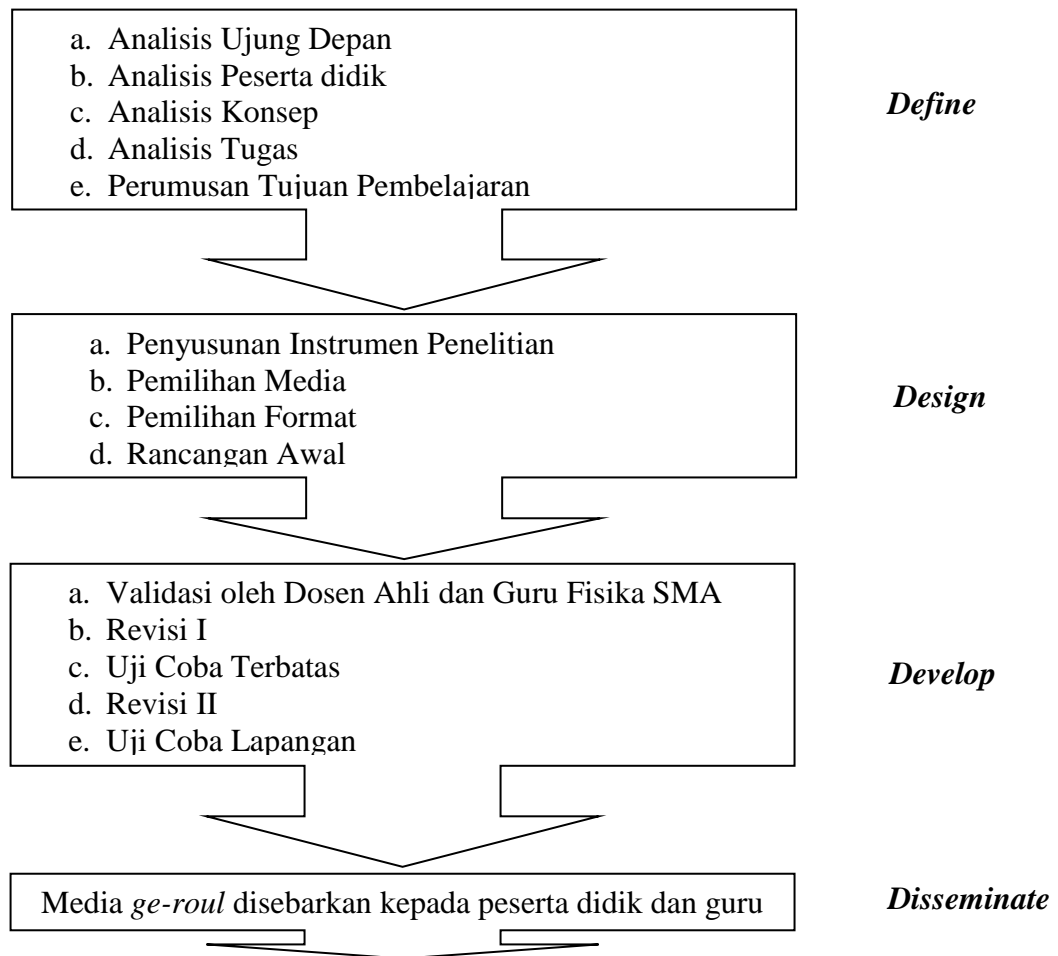 a. Analisis Ujung Depan
b. Analisis Peserta didik
c. Analisis Konsep
d. Analisis Tugas
e. Perumusan Tujuan Pembelajaran
Define
a. Penyusunan Instrumen Penelitian
b. Pemilihan Media
c. Pemilihan Format
d. Rancangan Awal
Design
a. Validasi oleh Dosen Ahli dan Guru Fisika SMA
b. Revisi I
c. Uji Coba Terbatas
d. Revisi II
e. Uji Coba Lapangan
Develop
Media ge-roul disebarkan kepada peserta didik dan guru
Disseminate